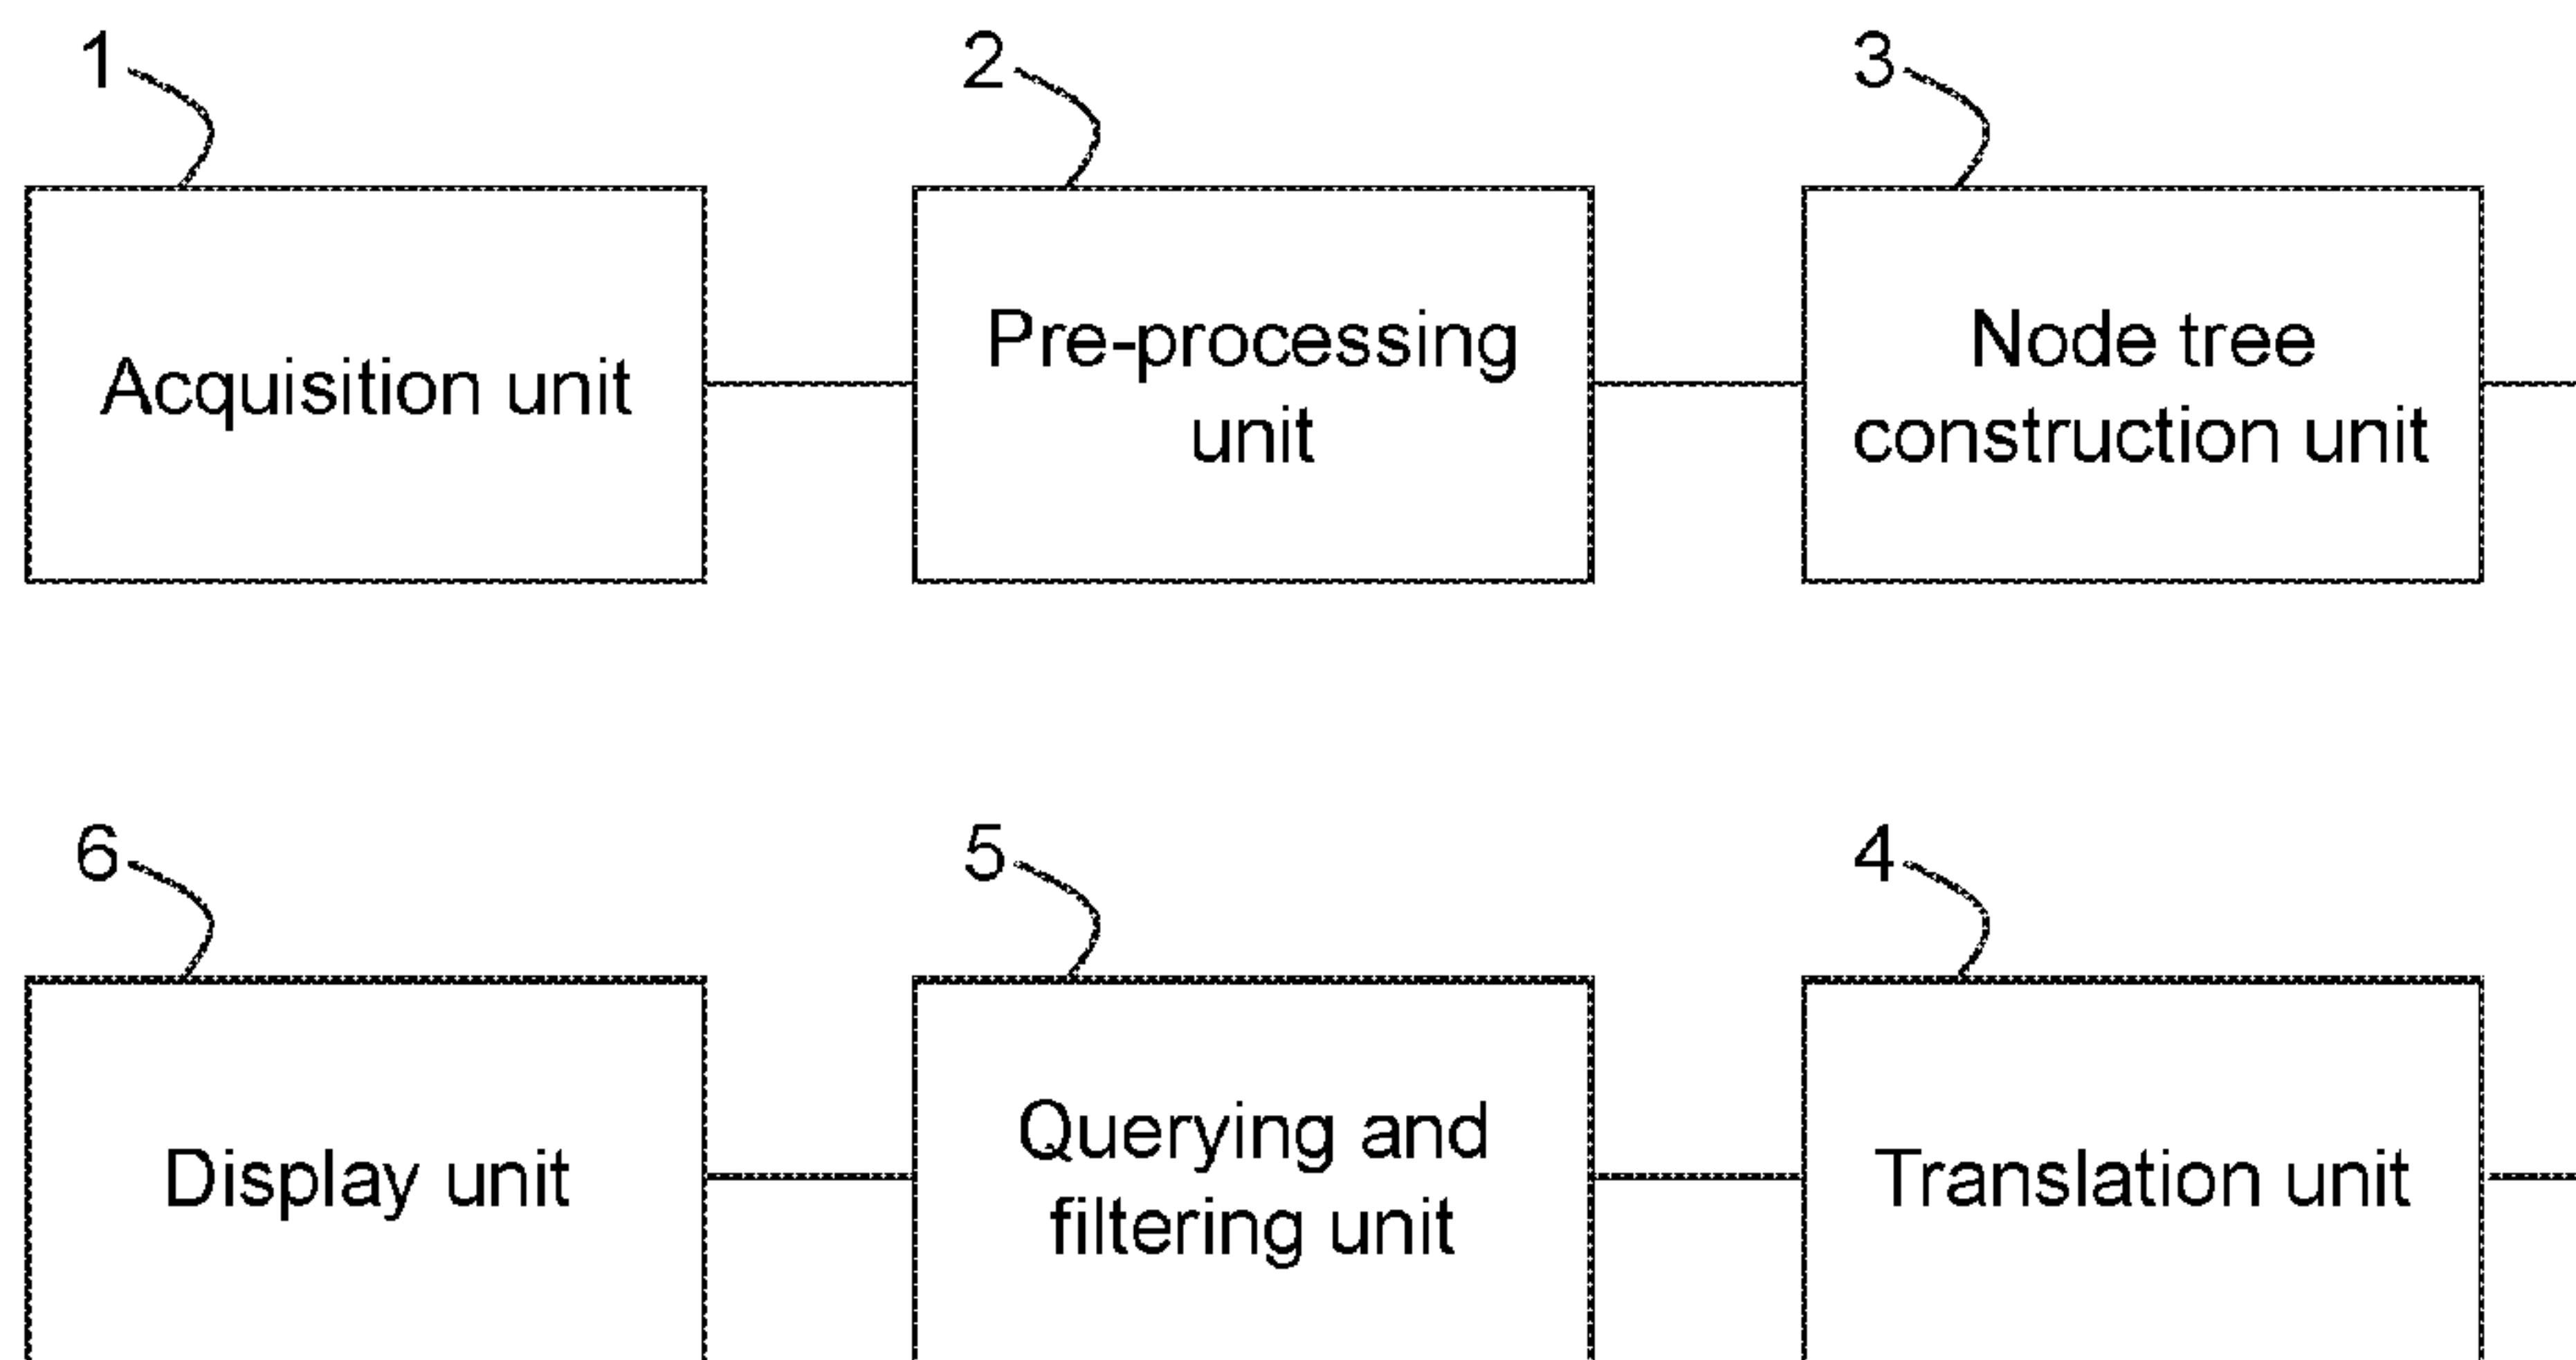 1
2
3
Acquisition unit
Pre-processing
unit
Node tree
construction unit
6
5
4
Display unit
Querying and
filtering unit
Translation unit